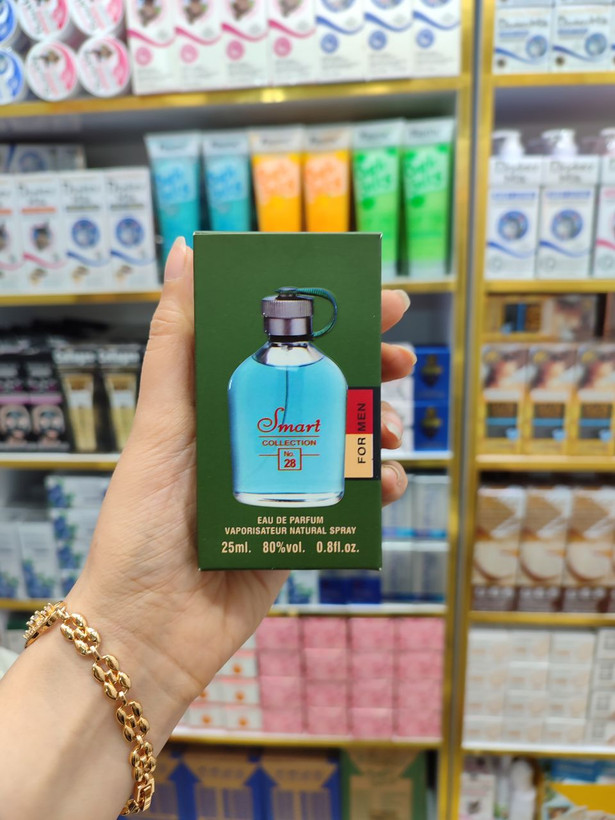 Smart
COLLECTION
No.
28
FOR MEN
EAU DE PARFUM
VAPORISATEUR NATURAL SPRAY
25ml. 80%vol. 0.8fl.oz.